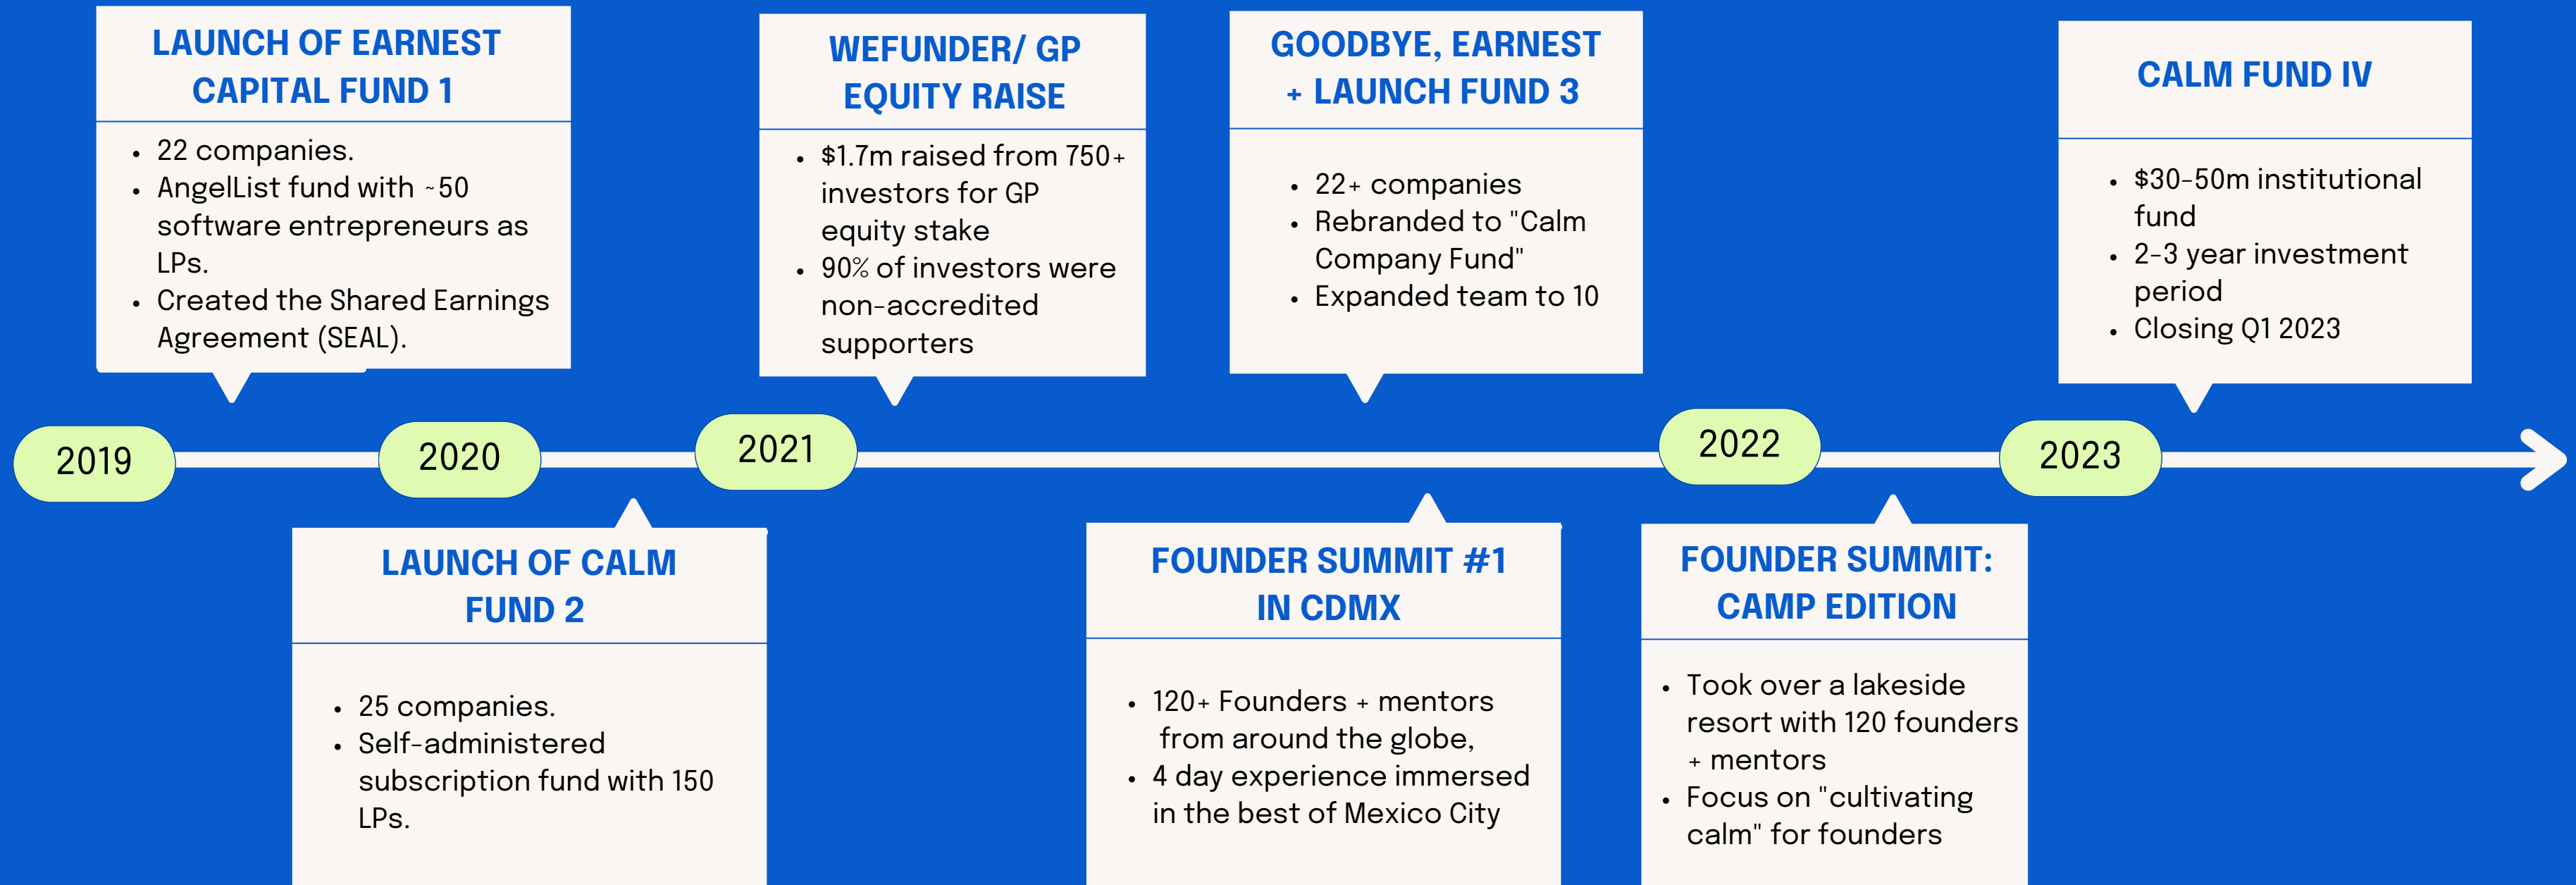 LAUNCH OF EARNEST
CAPITAL FUND 1
• 22 companies.
• AngelList fund with ~50
software entrepreneurs as
LPs.
• Created the Shared Earnings
Agreement (SEAL).
WEFUNDER/ GP
EQUITY RAISE
• $1.7m raised from 750+
investors for GP
equity stake
• 90% of investors were
non-accredited
supporters
GOODBYE, EARNEST
+ LAUNCH FUND 3
• 22+ companies
• Rebranded to "Calm
Company Fund"
• Expanded team to 10
CALM FUND IV
• $30-50m institutional
fund
• 2-3 year investment
period
• Closing Q1 2023
2019
2020
2021
2022
2023
LAUNCH OF CALM
FUND 2
• 25 companies.
• Self-administered
subscription fund with 150
LPs.
FOUNDER SUMMIT #1
IN CDMX
• 120+ Founders + mentors
from around the globe,
• 4 day experience immersed
in the best of Mexico City
FOUNDER SUMMIT:
CAMP EDITION
• Took over a lakeside
resort with 120 founders
+ mentors
• Focus on "cultivating
calm" for founders